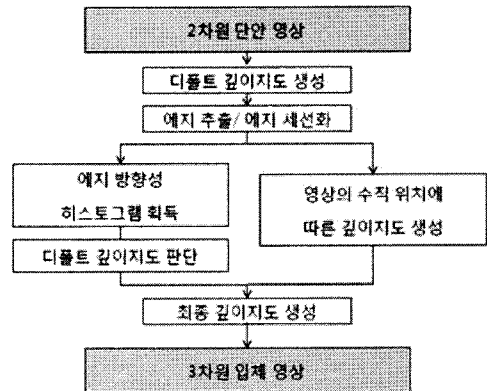 2차원 단안 영상
디폴트 깊이지도 생성
에지 추출/ 에지 세선화
에지 방향성
히스토그램 획득
디폴트 깊이지도 판단
영상의 수직 위치에
따른 깊이지도 생성
최종 깊이지도 생성
3차원 입체 영상